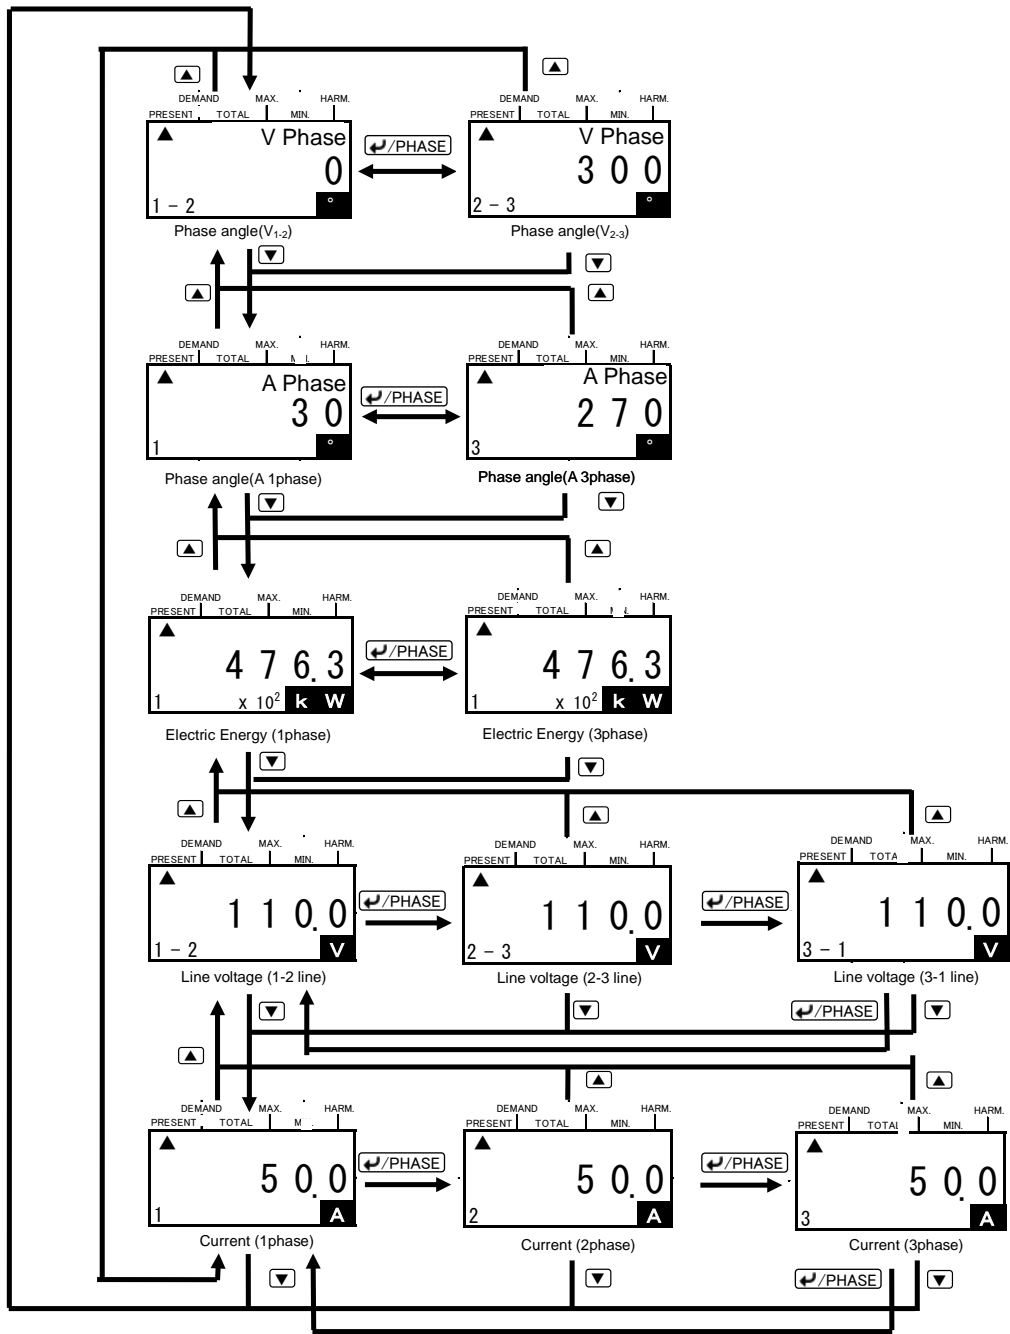 DEMAND MAX. HARM.
PRESENT TOTAL MIN.
V Phase
0
1 – 2 °
Phase angle(V1-2)
↵/PHASE
DEMAND MAX. HARM.
PRESENT TOTAL MIN.
V Phase
3 0 0
2 – 3 °
Phase angle(V2-3)
DEMAND MAX. HARM.
PRESENT TOTAL
A Phase
3 0
1 °
Phase angle(A 1phase)
↵/PHASE
DEMAND MAX. HARM.
PRESENT TOTAL MIN.
A Phase
2 7 0
3 °
Phase angle(A 3phase)
DEMAND MAX. HARM.
PRESENT TOTAL MIN.
4 7 6.3
1 x 10² k W
Electric Energy (1phase)
↵/PHASE
DEMAND MAX. HARM.
PRESENT TOTAL
4 7 6.3
1 x 10² k W
Electric Energy (3phase)
DEMAND MAX. HARM.
PRESENT TOTAL MIN.
1 1 0.0
1 – 2 V
Line voltage (1-2 line)
↵/PHASE
DEMAND MAX. HARM.
PRESENT TOTAL MIN.
1 1 0.0
2 – 3 V
Line voltage (2-3 line)
↵/PHASE
DEMAND MAX. HARM.
PRESENT TOTA MIN.
1 1 0.0
3 – 1 V
Line voltage (3-1 line)
↵/PHASE
DEMAND MAX. HARM.
PRESENT TOTAL M
5 0.0
1 A
Current (1phase)
↵/PHASE
DEMAND MAX. HARM.
PRESENT TOTAL MIN.
5 0.0
2 A
Current (2phase)
↵/PHASE
DEMAND MAX. HARM.
PRESENT TOTAL MIN.
5 0.0
3 A
Current (3phase)
↵/PHASE